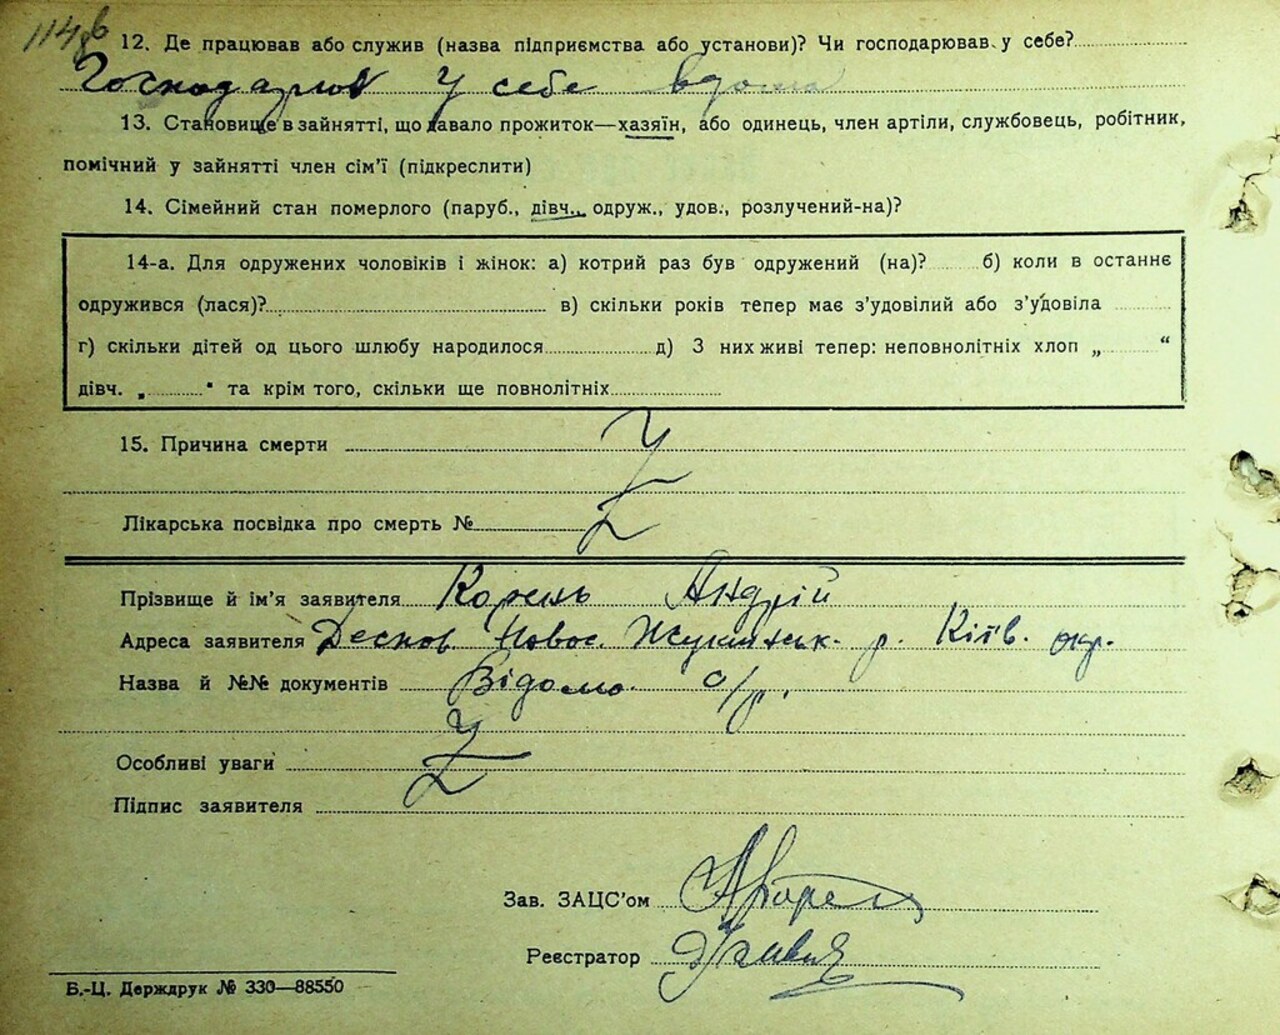 114
12. Де працював або служив (назва підприємства або установи)? Чи господарював у себе?
Господарював у себе вдома
13. Становище в зайнятті, що давало прожиток—хазяїн, або одинець, член артіли, службовець, робітник,
помічний у зайнятті член сім'ї (підкреслити)
14. Сімейний стан померлого (паруб., дівч., одруж., удов., розлучений-на)?
14-а. Для одружених чоловіків і жінок: а) котрий раз був одружений (на)? б) коли в останнє
одружився (лася)? в) скільки років тепер має з'удовілий або з'удовіла
г) скільки дітей од цього шлюбу народилося д) З них живі тепер: неповнолітніх хлоп „ “
дівч. „ “ та крім того, скільки ще повнолітніх
15. Причина смерти
Лікарська посвідка про смерть №
Прізвище й ім'я заявителя Корень Андрій
Адреса заявителя Деснов. Новос. Жукинськ. р. Київ. окр.
Назва й №№ документів Відомо о/р.
Особливі уваги
Підпис заявителя
Зав. ЗАЦС'ом
Реєстратор
Б.-Ц. Держдрук № 330—88550